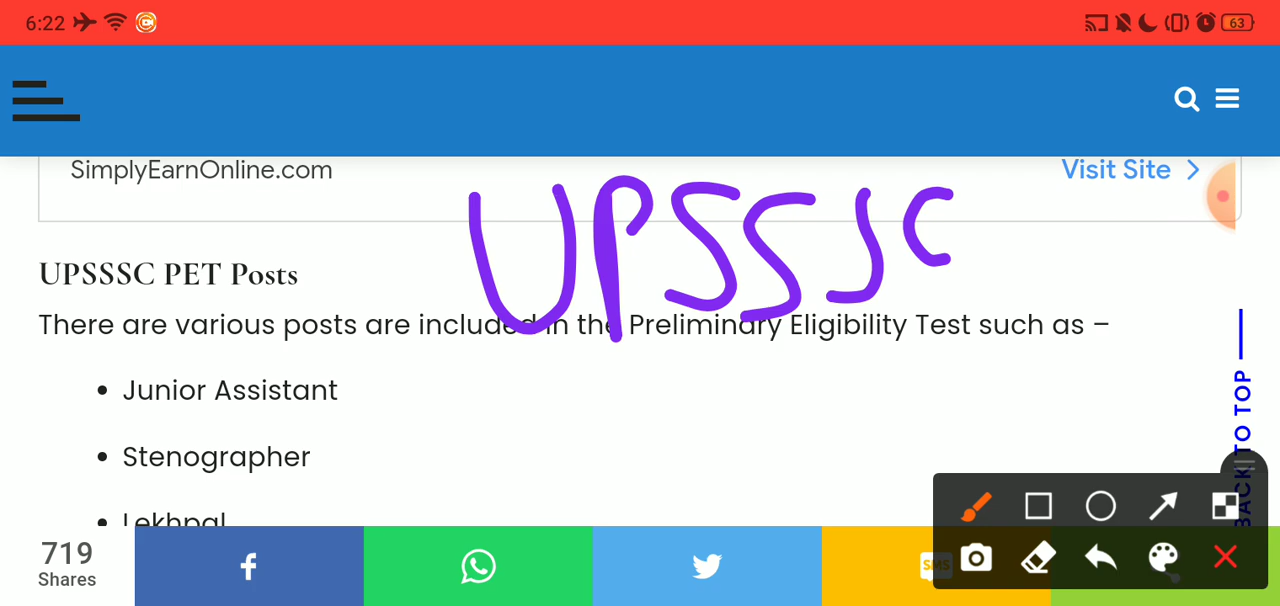 6:22 63
SimplyEarnOnline.com Visit Site
UPSSSC
UPSSSC PET Posts
There are various posts are included in the Preliminary Eligibility Test such as –
• Junior Assistant
• Stenographer
• Lekhpal
BACK TO TOP
719
Shares
SMS